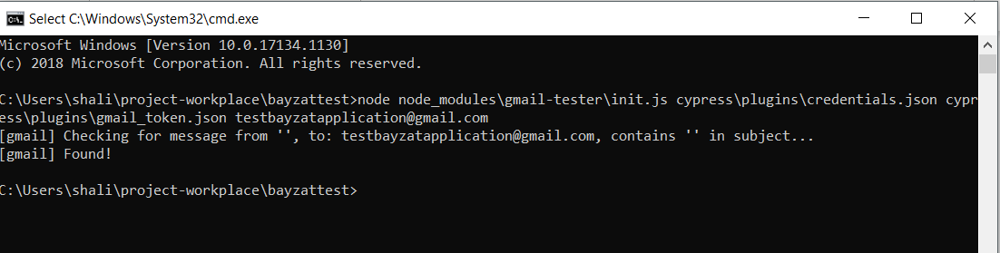 Select C:\Windows\System32\cmd.exe
Microsoft Windows [Version 10.0.17134.1130]
(c) 2018 Microsoft Corporation. All rights reserved.
C:\Users\shali\project-workplace\bayzattest>node node_modules\gmail-tester\init.js cypress\plugins\credentials.json cypr
ess\plugins\gmail_token.json testbayzatapplication@gmail.com
[gmail] Checking for message from '', to: testbayzatapplication@gmail.com, contains '' in subject...
[gmail] Found!
C:\Users\shali\project-workplace\bayzattest>